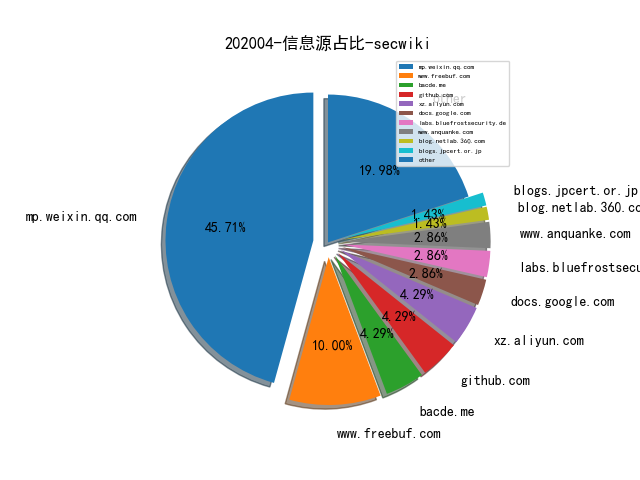 202004-信息源占比-secwiki
mp.weixin.qq.com
www.freebuf.com
bacde.me
github.com
xz.aliyun.com
docs.google.com
labs.bluefrostsecurity.de
www.anquanke.com
blog.netlab.360.com
blogs.jpcert.or.jp
other
other
19.98%
blogs.jpcert.or.jp
1.43%
blog.netlab.360.co
1.43%
www.anquanke.com
2.86%
labs.bluefrostsecu
2.86%
docs.google.com
2.86%
xz.aliyun.com
4.29%
github.com
4.29%
bacde.me
4.29%
www.freebuf.com
10.00%
mp.weixin.qq.com
45.71%